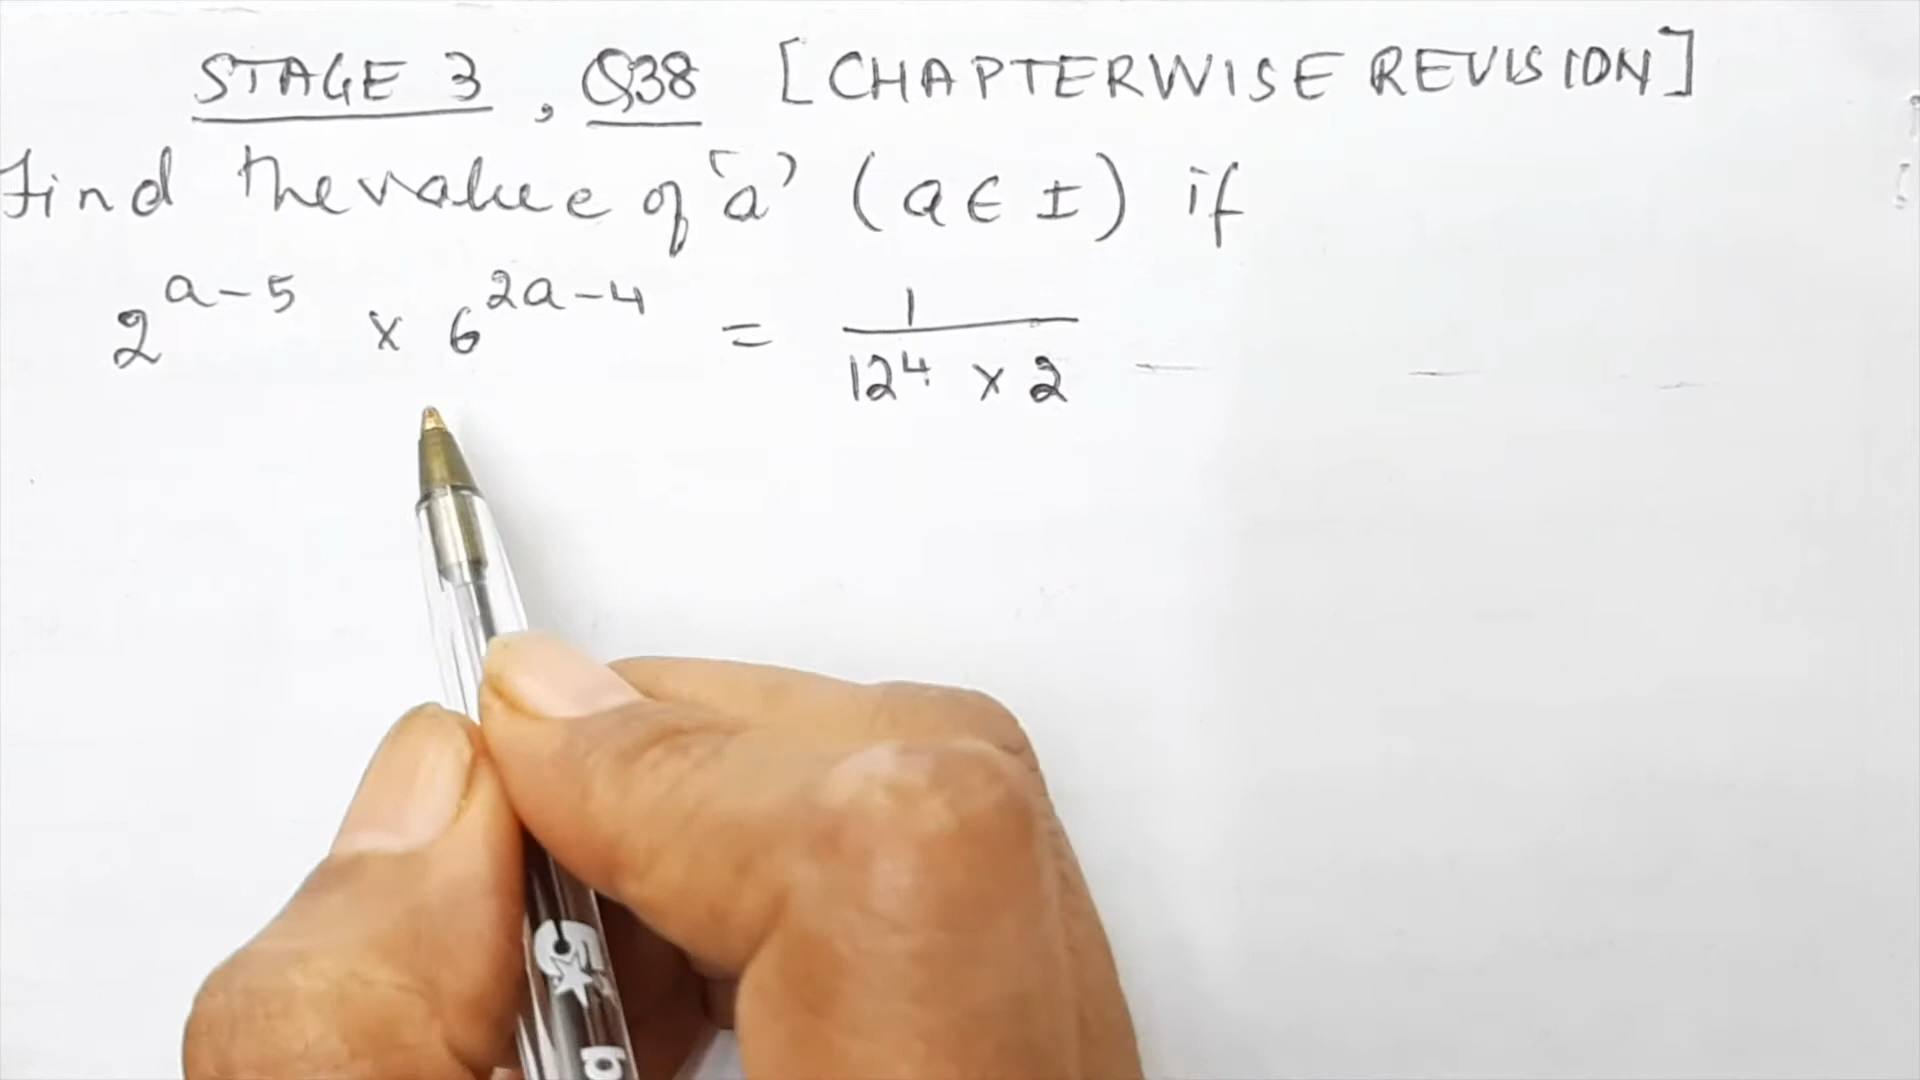 STAGE 3, Q38 [CHAPTERWISE REVISION]
Find the value of 'a' (a ∈ I) if
2^{a-5} × 6^{2a-4} = \frac{1}{12^4 × 2}